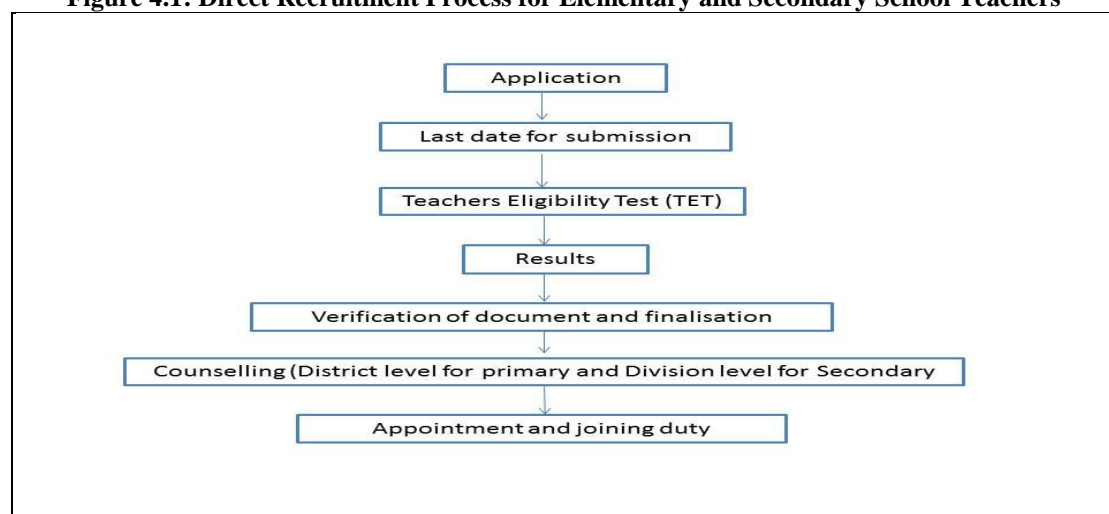 Figure 4.1: Direct Recruitment Process for Elementary and Secondary School Teachers
Application
Last date for submission
Teachers Eligibility Test (TET)
Results
Verification of document and finalisation
Counselling (District level for primary and Division level for Secondary
Appointment and joining duty